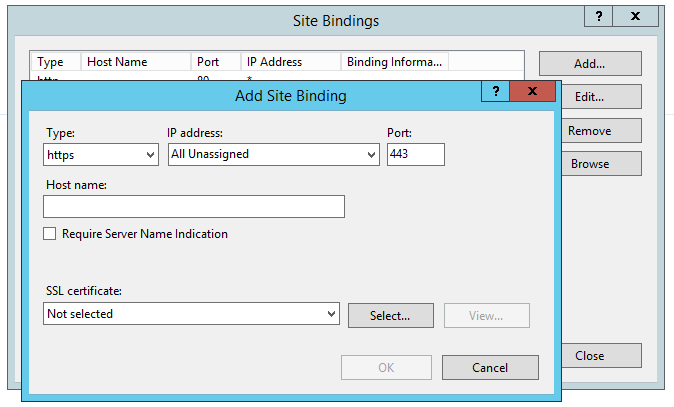 Site Bindings
? X
Type Host Name Port IP Address Binding Informa... Add...
http 80 *
Add Site Binding
? X
Edit...
Type: IP address: Port:
Remove
https All Unassigned 443
Browse
Host name:
Require Server Name Indication
SSL certificate:
Not selected Select... View...
Close
OK Cancel